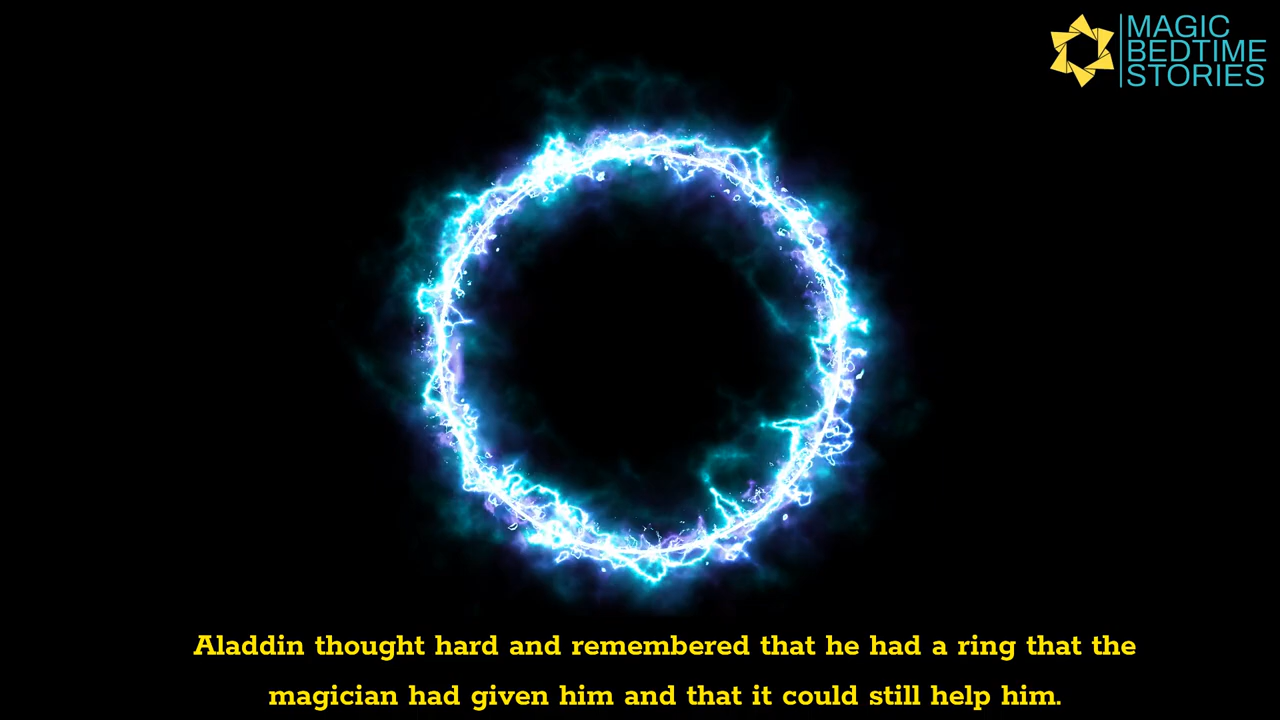 MAGIC
BEDTIME
STORIES
Aladdin thought hard and remembered that he had a ring that the
magician had given him and that it could still help him.